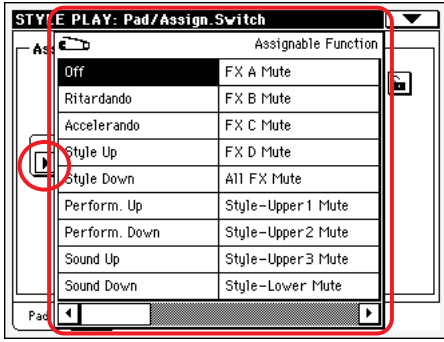 STYLE PLAY: Pad/Assign.Switch
Ass
Assignable Function
Off
FX A Mute
Ritardando
FX B Mute
Accelerando
FX C Mute
Style Up
FX D Mute
Style Down
All FX Mute
Perform. Up
Style-Upper1 Mute
Perform. Down
Style-Upper2 Mute
Sound Up
Style-Upper3 Mute
Sound Down
Style-Lower Mute
Pad